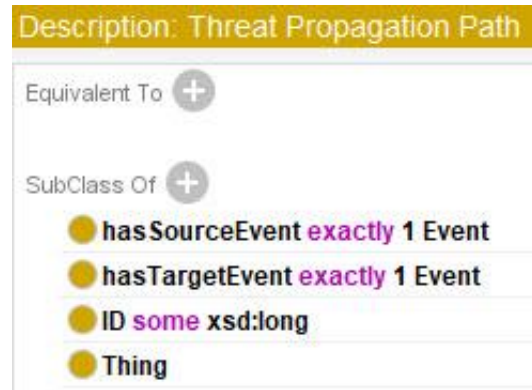 Description: Threat Propagation Path
Equivalent To
SubClass Of
hasSourceEvent exactly 1 Event
hasTargetEvent exactly 1 Event
ID some xsd:long
Thing